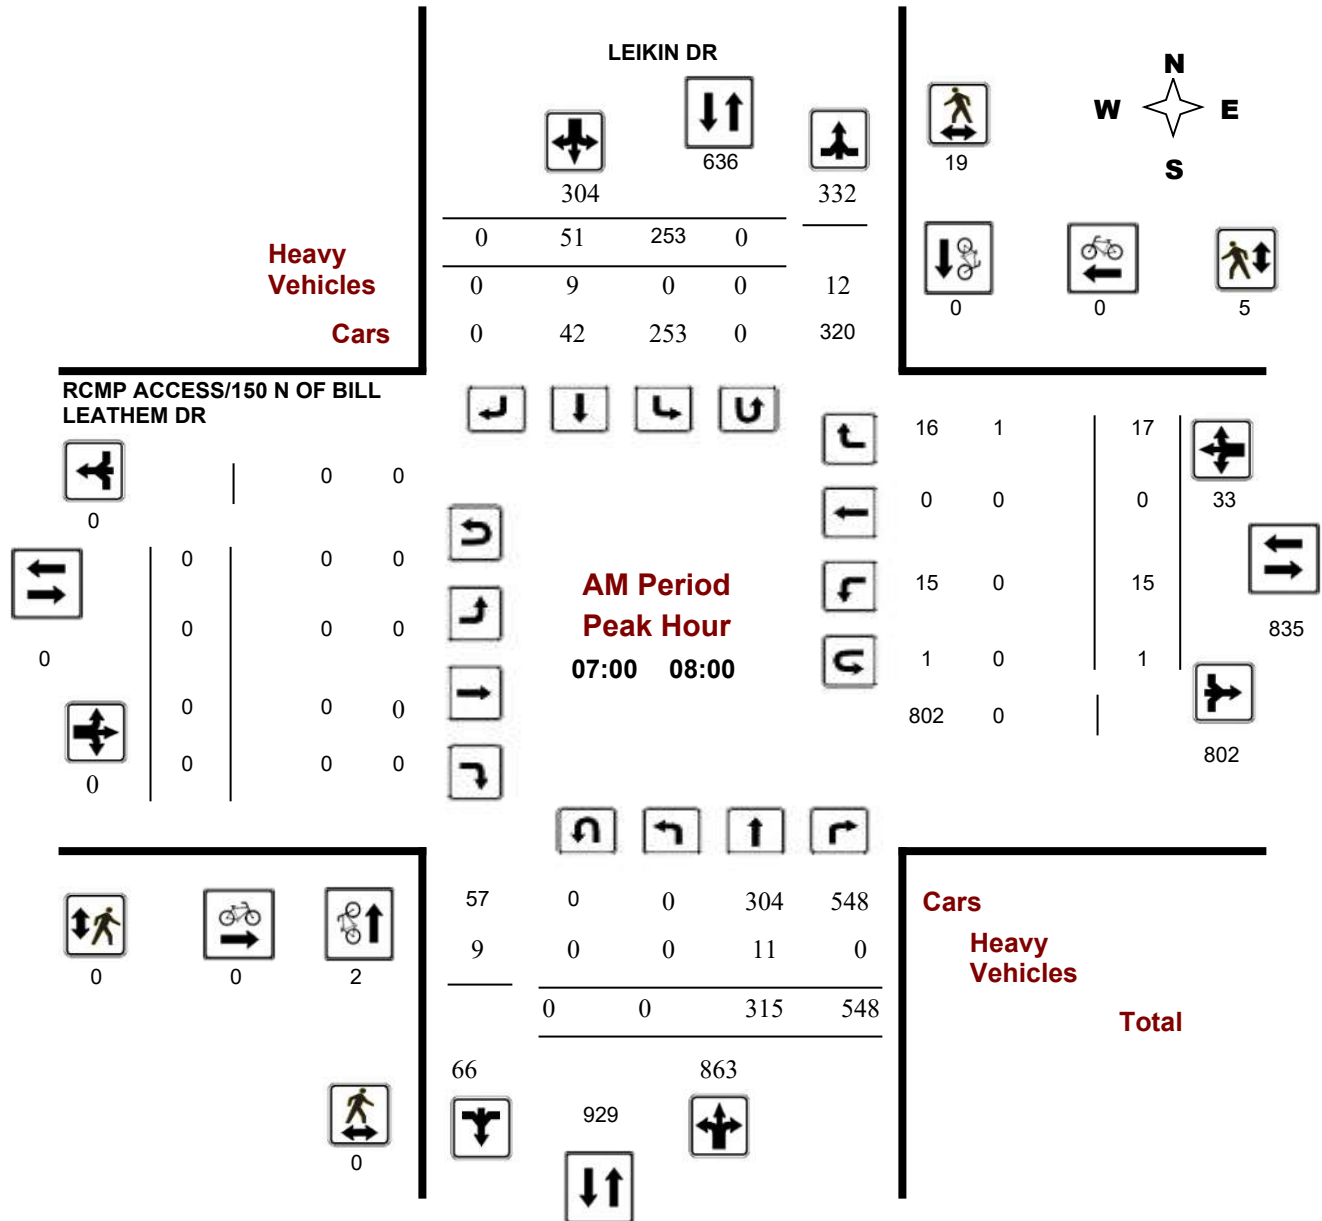 LEIKIN DR
N
W E
S
636
19
304
332
0 51 253 0
Heavy
Vehicles
0 9 0 0 12
0 0 5
Cars
0 42 253 0 320
RCMP ACCESS/150 N OF BILL
LEATHEM DR
16 1 17
0 0
0
0 0 0 33
0 0 0
AM Period
Peak Hour
07:00 08:00
15 0 15
835
0 0 0
0
1 0 1
0 0 0
802 0
802
0 0 0
0
57 0 0 304 548
Cars
9 0 0 11 0
Heavy
Vehicles
0 0 2
0 0 315 548
Total
66 863
929
0